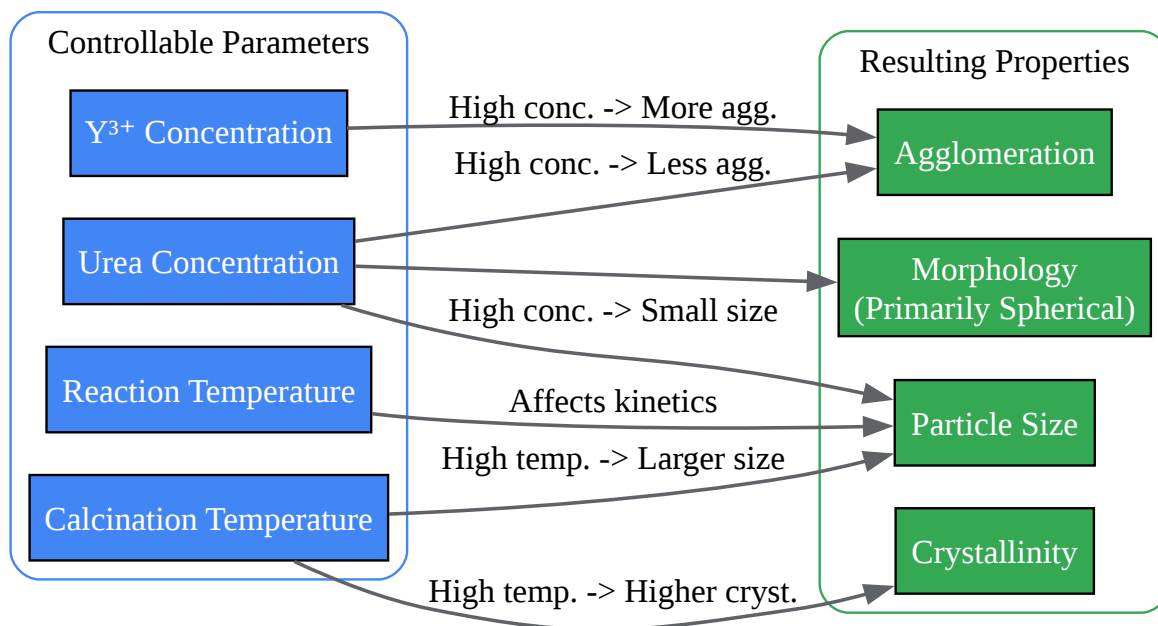 Controllable Parameters
Y³⁺ Concentration
Urea Concentration
Reaction Temperature
Calcination Temperature
High conc. -> More agg.
High conc. -> Less agg.
High conc. -> Small size
Affects kinetics
High temp. -> Larger size
High temp. -> Higher cryst.
Resulting Properties
Agglomeration
Morphology
(Primarily Spherical)
Particle Size
Crystallinity